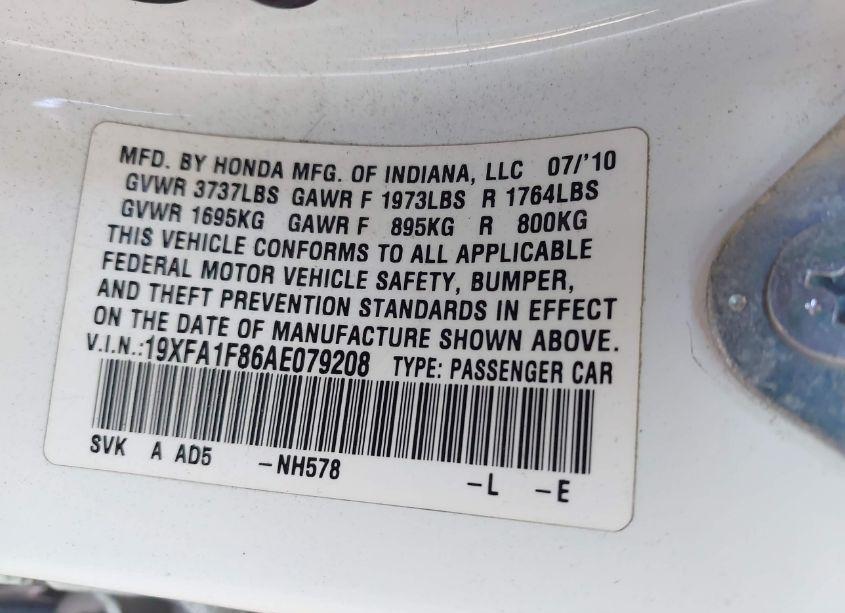 MFD. BY HONDA MFG. OF INDIANA, LLC 07/'10
GVWR 3737LBS GAWR F 1973LBS R 1764LBS
GVWR 1695KG GAWR F 895KG R 800KG
THIS VEHICLE CONFORMS TO ALL APPLICABLE
FEDERAL MOTOR VEHICLE SAFETY, BUMPER,
AND THEFT PREVENTION STANDARDS IN EFFECT
ON THE DATE OF MANUFACTURE SHOWN ABOVE.
V.I.N.:19XFA1F86AE079208 TYPE: PASSENGER CAR
SVK A AD5 -NH578 -L -E